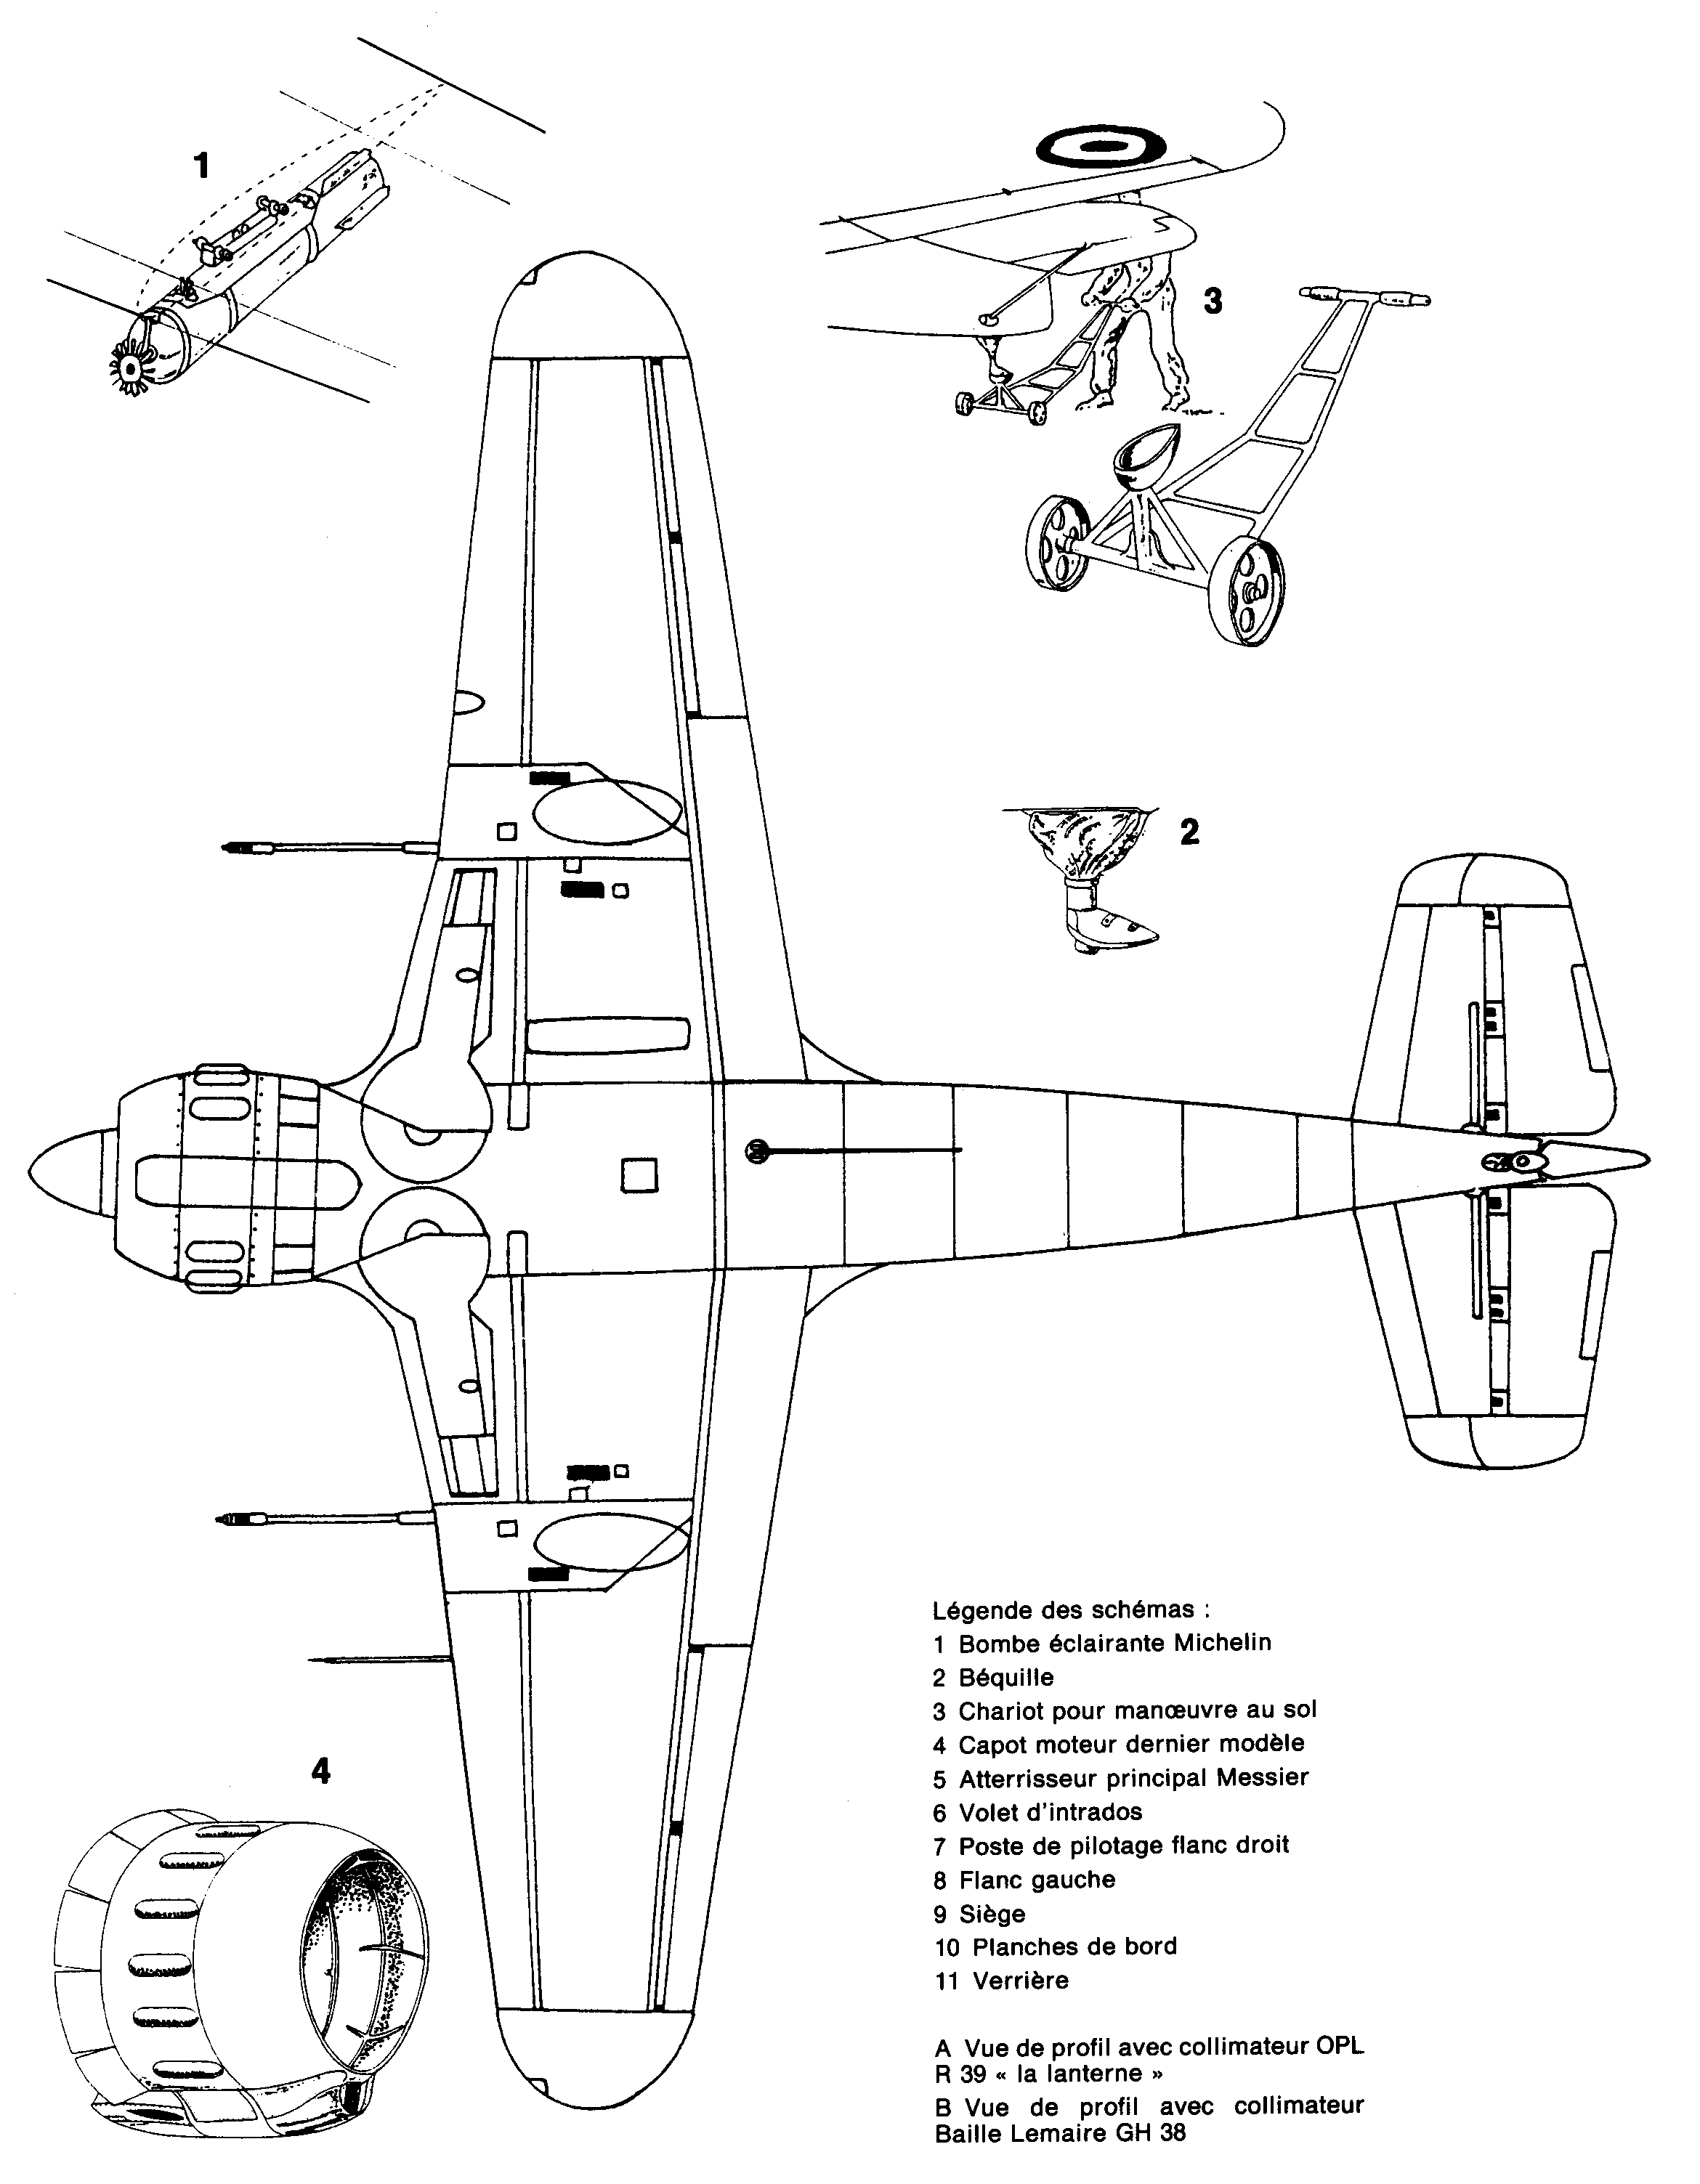 1
3
2
4
Légende des schémas :
1 Bombe éclairante Michelin
2 Béquille
3 Chariot pour manœuvre au sol
4 Capot moteur dernier modèle
5 Atterrisseur principal Messier
6 Volet d'intrados
7 Poste de pilotage flanc droit
8 Flanc gauche
9 Siège
10 Planches de bord
11 Verrière
A Vue de profil avec collimateur OPL
R 39 « la lanterne »
B Vue de profil avec collimateur
Baille Lemaire GH 38